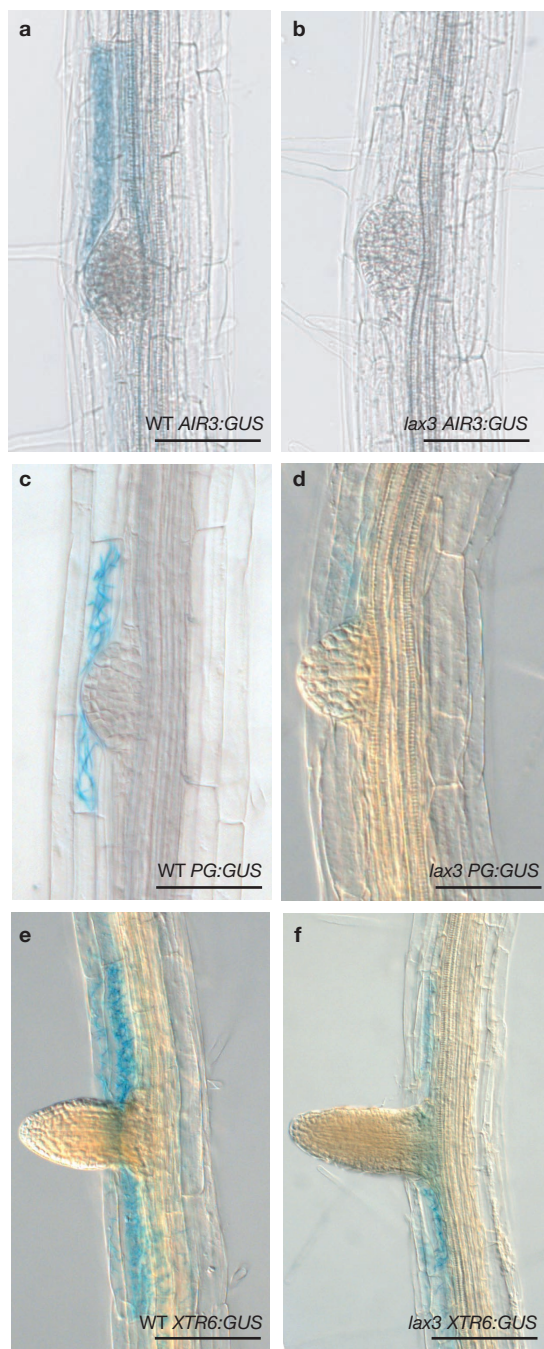 a
b
WT AIR3:GUS
lax3 AIR3:GUS
c
d
WT PG:GUS
lax3 PG:GUS
e
f
WT XTR6:GUS
lax3 XTR6:GUS